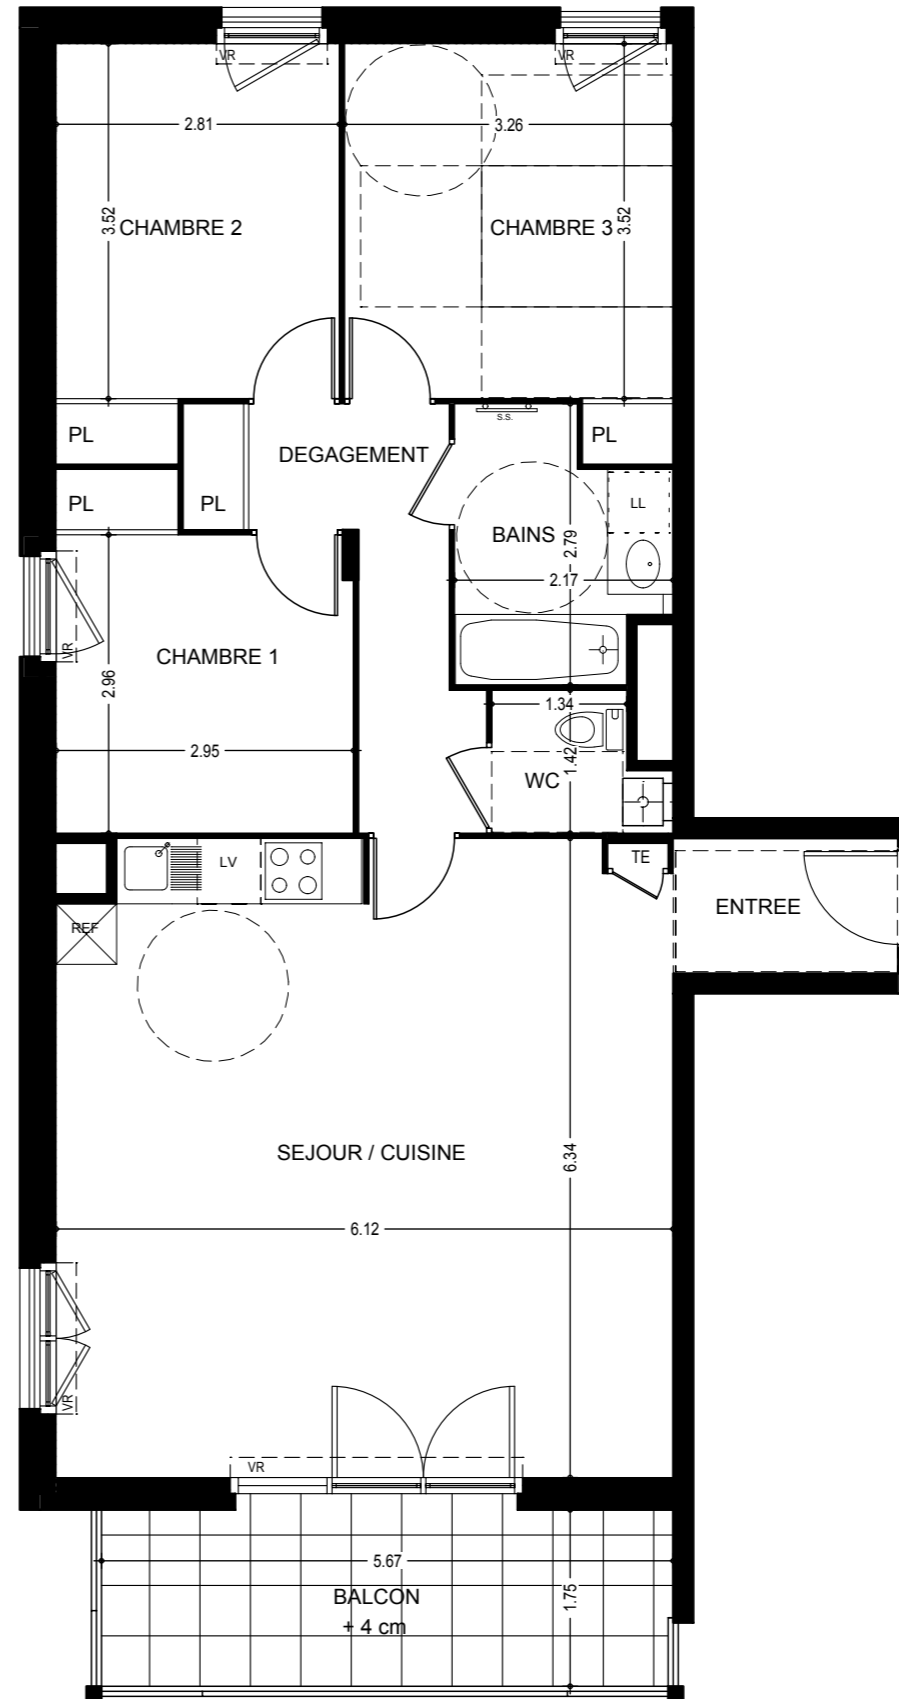 VR
VR
2.81
3.26
3.52
CHAMBRE 2
CHAMBRE 3
3.52
PL
DEGAGEMENT
S.S.
PL
PL
PL
LL
BAINS
2.79
2.17
VR
CHAMBRE 1
2.96
2.95
1.34
1.42
WC
LV
TE
REF
ENTREE
SEJOUR / CUISINE
6.34
6.12
VR
VR
5.67
BALCON
+ 4 cm
1.75